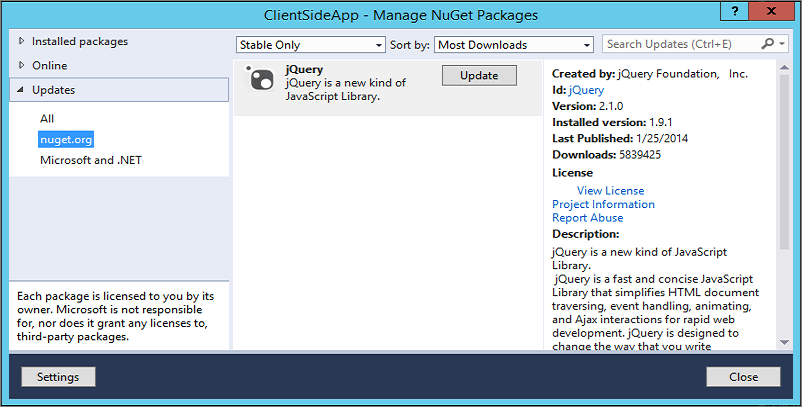 ClientSideApp - Manage NuGet Packages
?
X
Installed packages
Online
Updates
All
nuget.org
Microsoft and .NET
Each package is licensed to you by its
owner. Microsoft is not responsible
for, nor does it grant any licenses to,
third-party packages.
Stable Only
Sort by:
Most Downloads
Search Updates (Ctrl+E)
jQuery
jQuery is a new kind of
JavaScript Library.
Update
Created by: jQuery Foundation, Inc.
Id: jQuery
Version: 2.1.0
Installed version: 1.9.1
Last Published: 1/25/2014
Downloads: 5839425
License
View License
Project Information
Report Abuse
Description:
jQuery is a new kind of JavaScript
Library.
jQuery is a fast and concise JavaScript
Library that simplifies HTML document
traversing, event handling, animating,
and Ajax interactions for rapid web
development. jQuery is designed to
change the way that you write
Settings
Close